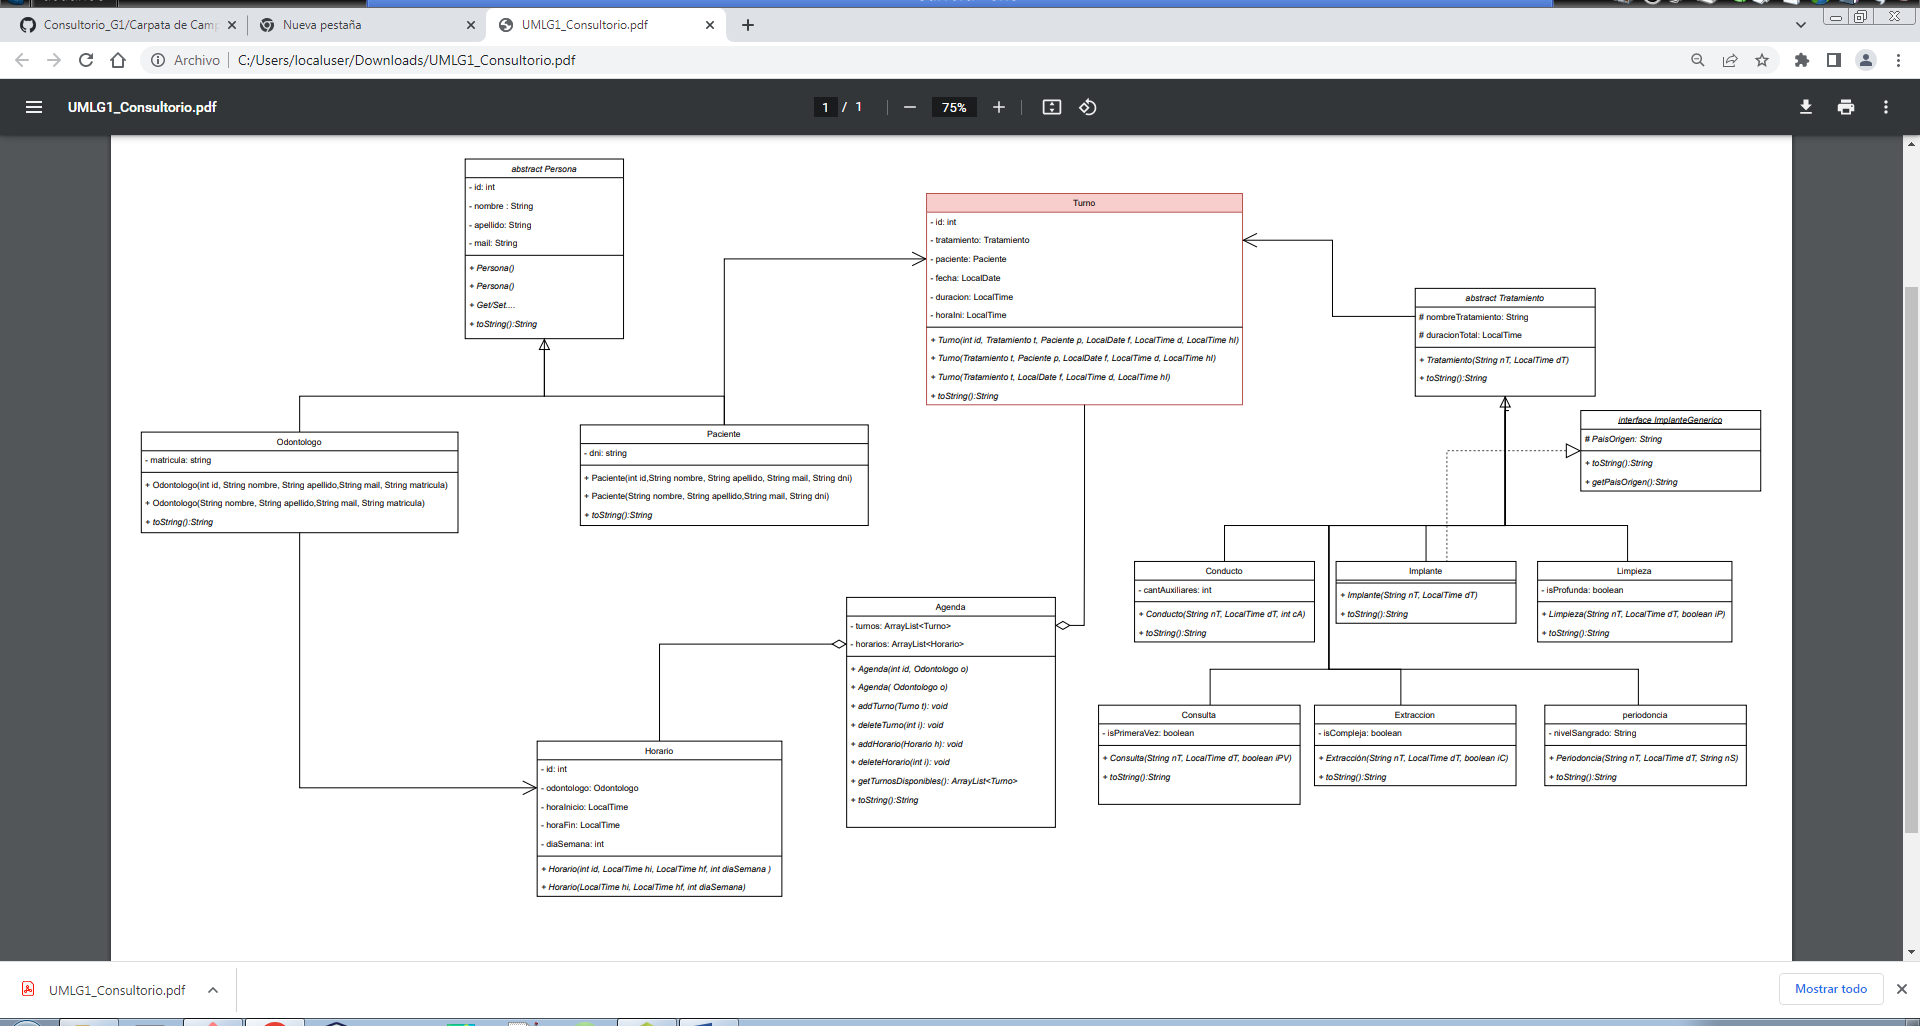 Consultorio_G1/Carpata de Camp
Nueva pestaña
UMLG1_Consultorio.pdf
Archivo
C:/Users/localuser/Downloads/UMLG1_Consultorio.pdf
UMLG1_Consultorio.pdf
1 / 1
75%
abstract Persona
- id: int
- nombre : String
- apellido: String
- mail: String
+ Persona()
+ Persona()
+ Get/Set....
+ toString():String
Turno
- id: int
- tratamiento: Tratamiento
- paciente: Paciente
- fecha: LocalDate
- duracion: LocalTime
- horaIni: LocalTime
+ Turno(int id, Tratamiento t, Paciente p, LocalDate f, LocalTime d, LocalTime hI)
+ Turno(Tratamiento t, Paciente p, LocalDate f, LocalTime d, LocalTime hI)
+ Turno(Tratamiento t, LocalDate f, LocalTime d, LocalTime hI)
+ toString():String
abstract Tratamiento
# nombreTratamiento: String
# duracionTotal: LocalTime
+ Tratamiento(String nT, LocalTime dT)
+ toString():String
interface ImplanteGenerico
# PaisOrigen: String
+ toString():String
+ getPaisOrigen():String
Odontologo
- matricula: string
+ Odontologo(int id, String nombre, String apellido,String mail, String matricula)
+ Odontologo(String nombre, String apellido,String mail, String matricula)
+ toString():String
Paciente
- dni: string
+ Paciente(int id,String nombre, String apellido, String mail, String dni)
+ Paciente(String nombre, String apellido,String mail, String dni)
+ toString():String
Conducto
- cantAuxiliares: int
+ Conducto(String nT, LocalTime dT, int cA)
+ toString():String
Implante
+ Implante(String nT, LocalTime dT)
+ toString():String
Limpieza
- isProfunda: boolean
+ Limpieza(String nT, LocalTime dT, boolean iP)
+ toString():String
Agenda
- turnos: ArrayList<Turno>
- horarios: ArrayList<Horario>
+ Agenda(int id, Odontologo o)
+ Agenda( Odontologo o)
+ addTurno(Turno t): void
+ deleteTurno(int i): void
+ addHorario(Horario h): void
+ deleteHorario(int i): void
+ getTurnosDisponibles(): ArrayList<Turno>
+ toString():String
Consulta
- isPrimeraVez: boolean
+ Consulta(String nT, LocalTime dT, boolean iPV)
+ toString():String
Extraccion
- isCompleja: boolean
+ Extracción(String nT, LocalTime dT, boolean iC)
+ toString():String
periodoncia
- nivelSangrado: String
+ Periodoncia(String nT, LocalTime dT, String nS)
+ toString():String
Horario
- id: int
- odontologo: Odontologo
- horaInicio: LocalTime
- horaFin: LocalTime
- diaSemana: int
+ Horario(int id, LocalTime hi, LocalTime hf, int diaSemana )
+ Horario(LocalTime hi, LocalTime hf, int diaSemana)
UMLG1_Consultorio.pdf
Mostrar todo